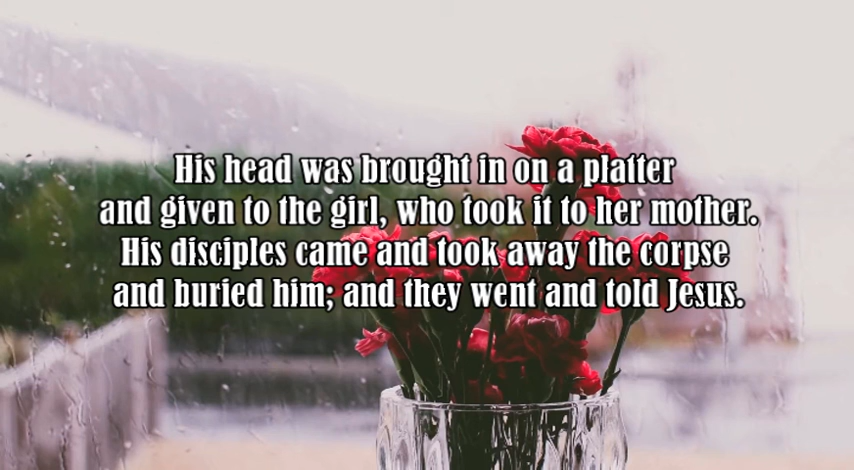 His head was brought in on a platter
and given to the girl, who took it to her mother.
His disciples came and took away the corpse
and buried him; and they went and told Jesus.